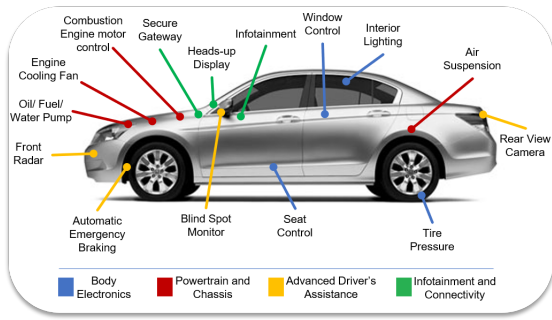 Combustion
Engine motor
control
Secure
Gateway
Heads-up
Display
Infotainment
Window
Control
Interior
Lighting
Air
Suspension
Engine
Cooling Fan
Oil/ Fuel/
Water Pump
Front
Radar
Automatic
Emergency
Braking
Blind Spot
Monitor
Seat
Control
Tire
Pressure
Rear View
Camera
Body
Electronics
Powertrain and
Chassis
Advanced Driver's
Assistance
Infotainment and
Connectivity